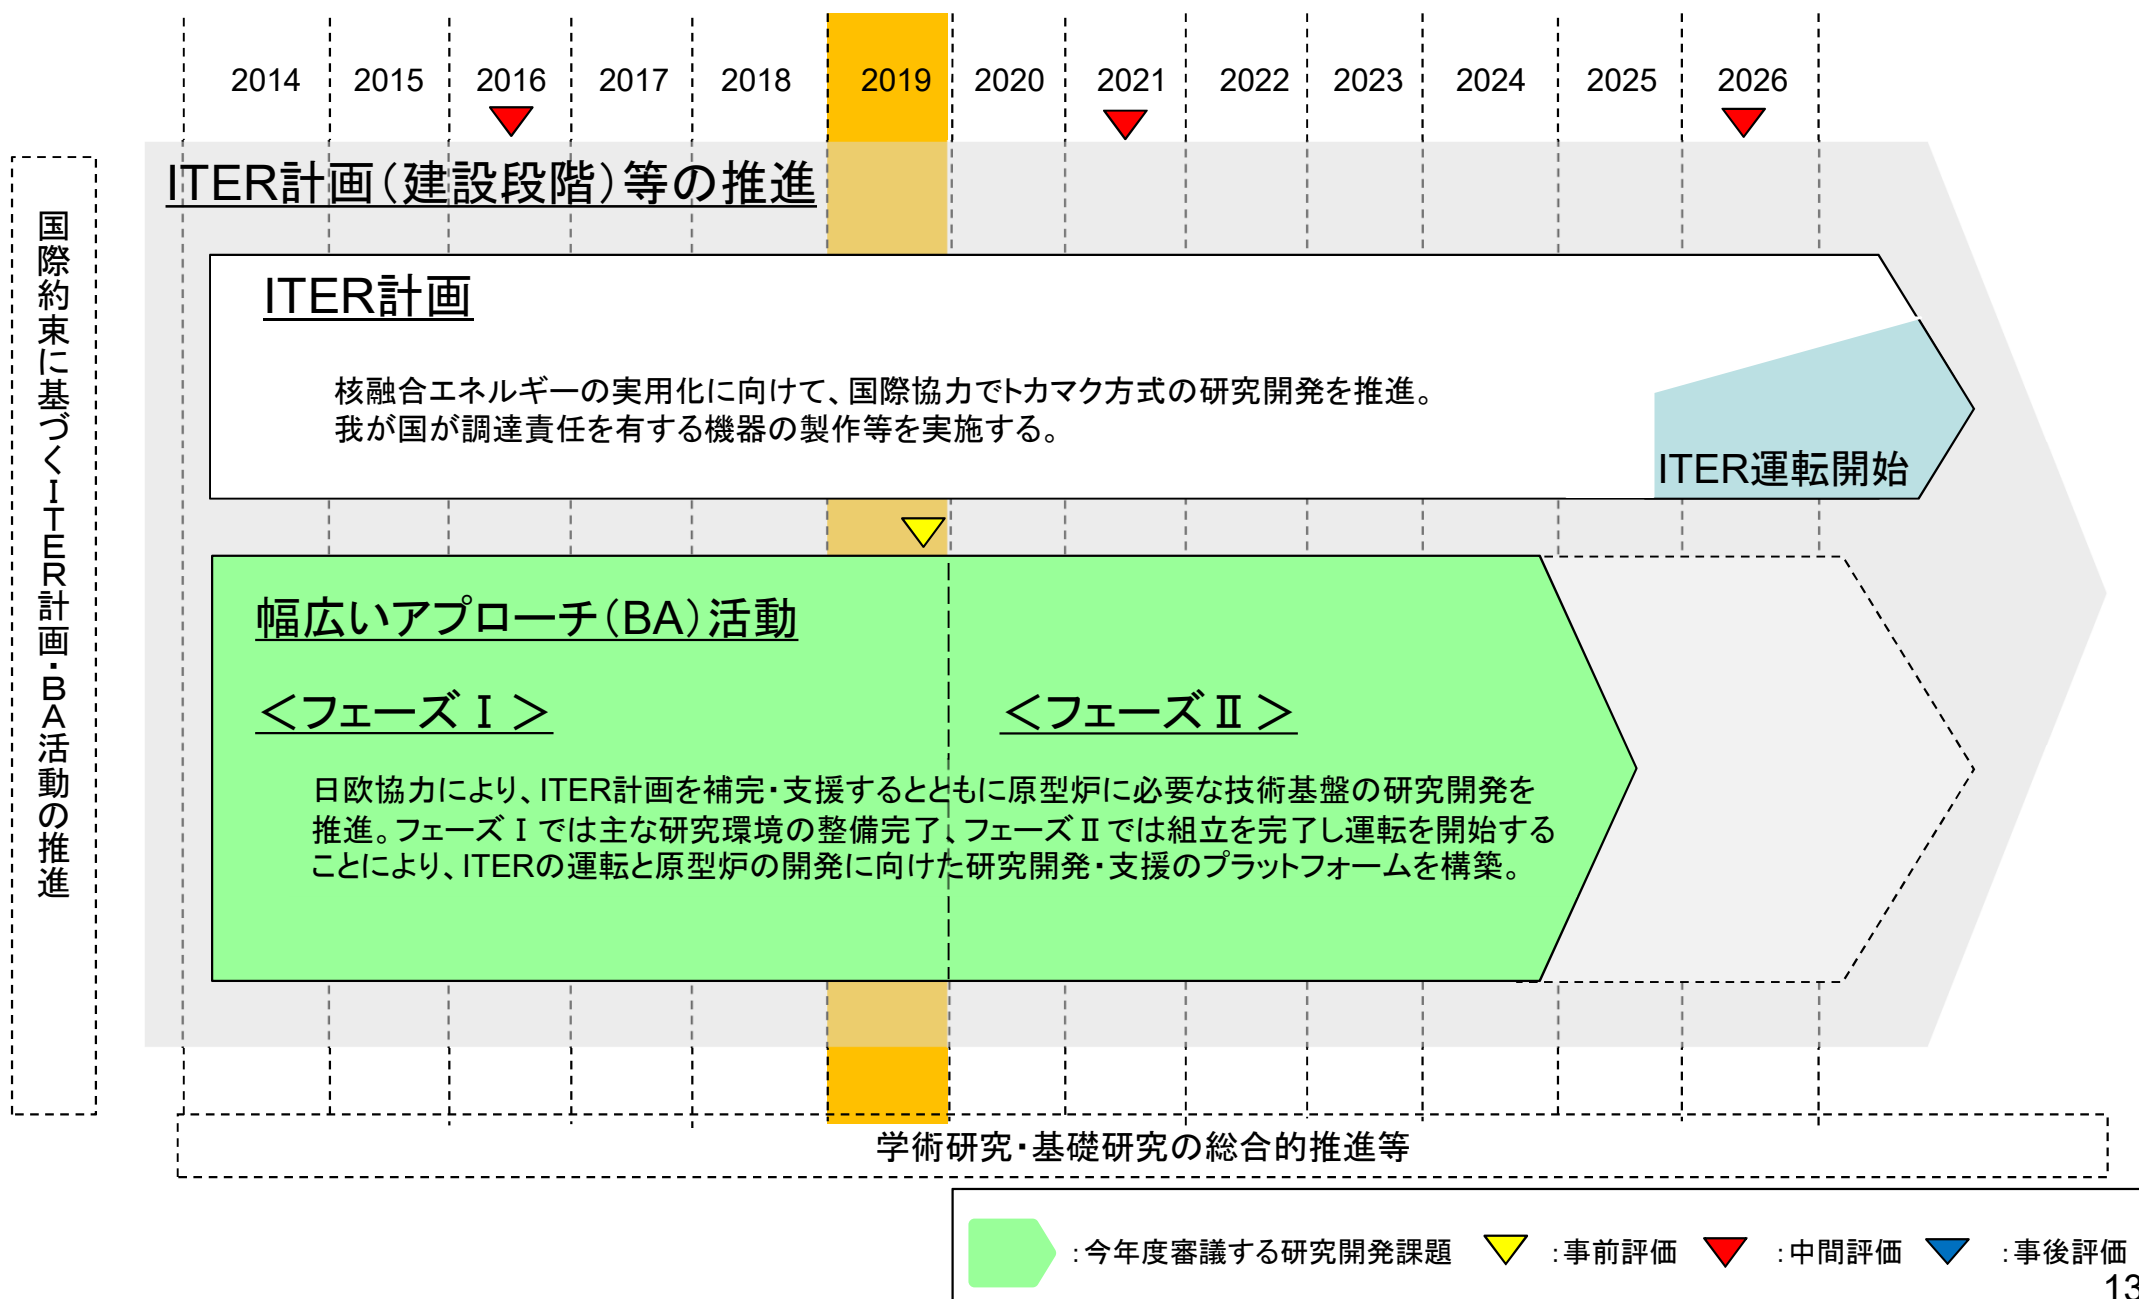 2014 2015 2016 2017 2018 2019 2020 2021 2022 2023 2024 2025 2026
国際約束に基づくITER計画・BA活動の推進
ITER計画(建設段階)等の推進
ITER計画
核融合エネルギーの実用化に向けて、国際協力でトカマク方式の研究開発を推進。
我が国が調達責任を有する機器の製作等を実施する。
ITER運転開始
幅広いアプローチ(BA)活動
<フェーズⅠ> <フェーズⅡ>
日欧協力により、ITER計画を補完・支援するとともに原型炉に必要な技術基盤の研究開発を
推進。フェーズⅠでは主な研究環境の整備完了、フェーズⅡでは組立を完了し運転を開始する
ことにより、ITERの運転と原型炉の開発に向けた研究開発・支援のプラットフォームを構築。
学術研究・基礎研究の総合的推進等
:今年度審議する研究開発課題 :事前評価 :中間評価 :事後評価
13